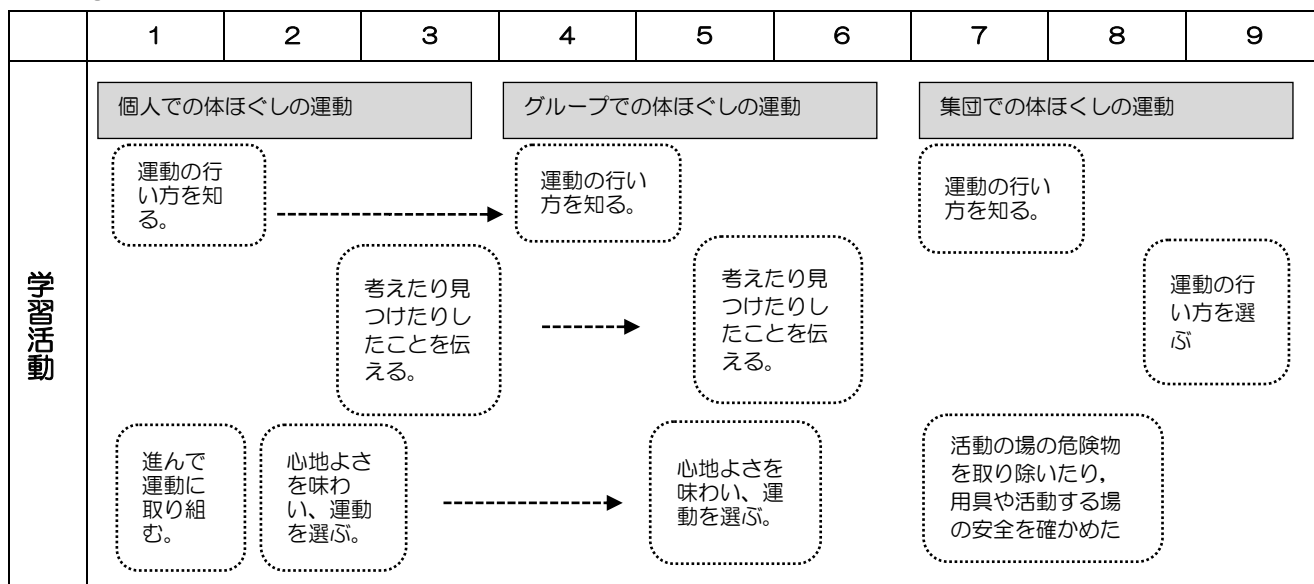 1 2 3 4 5 6 7 8 9
学習活動
個人での体ほぐしの運動
グループでの体ほぐしの運動
集団での体ほくしの運動
運動の行
い方を知
る。
運動の行い
方を知る。
運動の行い
方を知る。
考えたり見
つけたりし
たことを伝
える。
考えたり見
つけたりし
たことを伝
える。
運動の行
い方を選
ぶ
進んで
運動に
取り組
む。
心地よさ
を味わ
い、運動
を選ぶ。
心地よさを
味わい、運
動を選ぶ。
活動の場の危険物
を取り除いたり，
用具や活動する場
の安全を確かめた